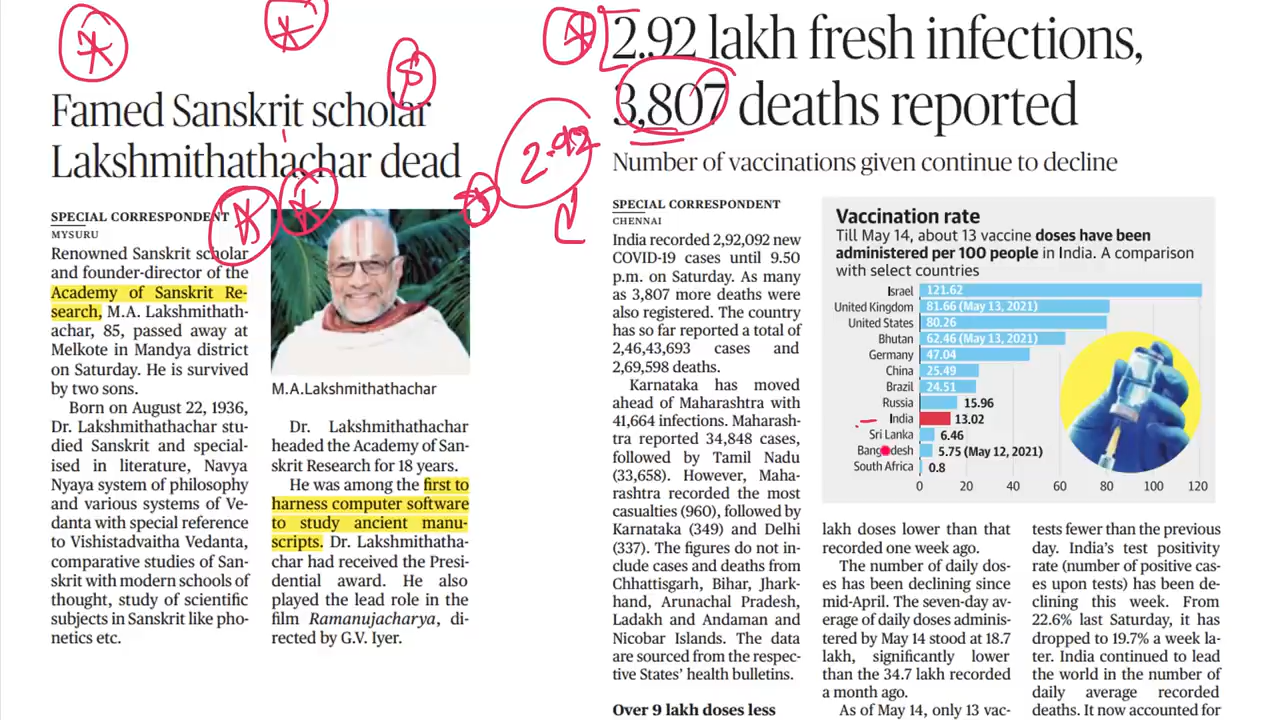 Famed Sanskrit scholar
Lakshmithathachar dead
SPECIAL CORRESPONDENT
MYSURU
Renowned Sanskrit scholar
and founder-director of the
Academy of Sanskrit Re-
search, M.A. Lakshmithath-
achar, 85, passed away at
Melkote in Mandya district
on Saturday. He is survived
by two sons.
Born on August 22, 1936,
Dr. Lakshmithathachar stu-
died Sanskrit and special-
ised in literature, Navya
Nyaya system of philosophy
and various systems of Ve-
danta with special reference
to Vishistadvaitha Vedanta,
comparative studies of San-
skrit with modern schools of
thought, study of scientific
subjects in Sanskrit like pho-
netics etc.
M.A.Lakshmithathachar
Dr. Lakshmithathachar
headed the Academy of San-
skrit Research for 18 years.
He was among the first to
harness computer software
to study ancient manu-
scripts. Dr. Lakshmithatha-
char had received the Presi-
dential award. He also
played the lead role in the
film Ramanujacharya, di-
rected by G.V. Iyer.
2.92
2.92 lakh fresh infections,
3,807 deaths reported
Number of vaccinations given continue to decline
SPECIAL CORRESPONDENT
CHENNAI
India recorded 2,92,092 new
COVID-19 cases until 9.50
p.m. on Saturday. As many
as 3,807 more deaths were
also registered. The country
has so far reported a total of
2,46,43,693 cases and
2,69,598 deaths.
Karnataka has moved
ahead of Maharashtra with
41,664 infections. Maharash-
tra reported 34,848 cases,
followed by Tamil Nadu
(33,658). However, Maha-
rashtra recorded the most
casualties (960), followed by
Karnataka (349) and Delhi
(337). The figures do not in-
clude cases and deaths from
Chhattisgarh, Bihar, Jhark-
hand, Arunachal Pradesh,
Ladakh and Andaman and
Nicobar Islands. The data
are sourced from the respec-
tive States' health bulletins.
Over 9 lakh doses less
Vaccination rate
Till May 14, about 13 vaccine doses have been
administered per 100 people in India. A comparison
with select countries
Israel 121.62
United Kingdom 81.66 (May 13, 2021)
United States 80.26
Bhutan 62.46 (May 13, 2021)
Germany 47.04
China 25.49
Brazil 24.51
Russia 15.96
India 13.02
Sri Lanka 6.46
Bangladesh 5.75 (May 12, 2021)
South Africa 0.8
0 20 40 60 80 100 120
lakh doses lower than that
recorded one week ago.
The number of daily dos-
es has been declining since
mid-April. The seven-day av-
erage of daily doses adminis-
tered by May 14 stood at 18.7
lakh, significantly lower
than the 34.7 lakh recorded
a month ago.
As of May 14, only 13 vac-
tests fewer than the previous
day. India's test positivity
rate (number of positive cas-
es upon tests) has been de-
clining this week. From
22.6% last Saturday, it has
dropped to 19.7% a week la-
ter. India continued to lead
the world in the number of
daily average recorded
deaths. It now accounted for